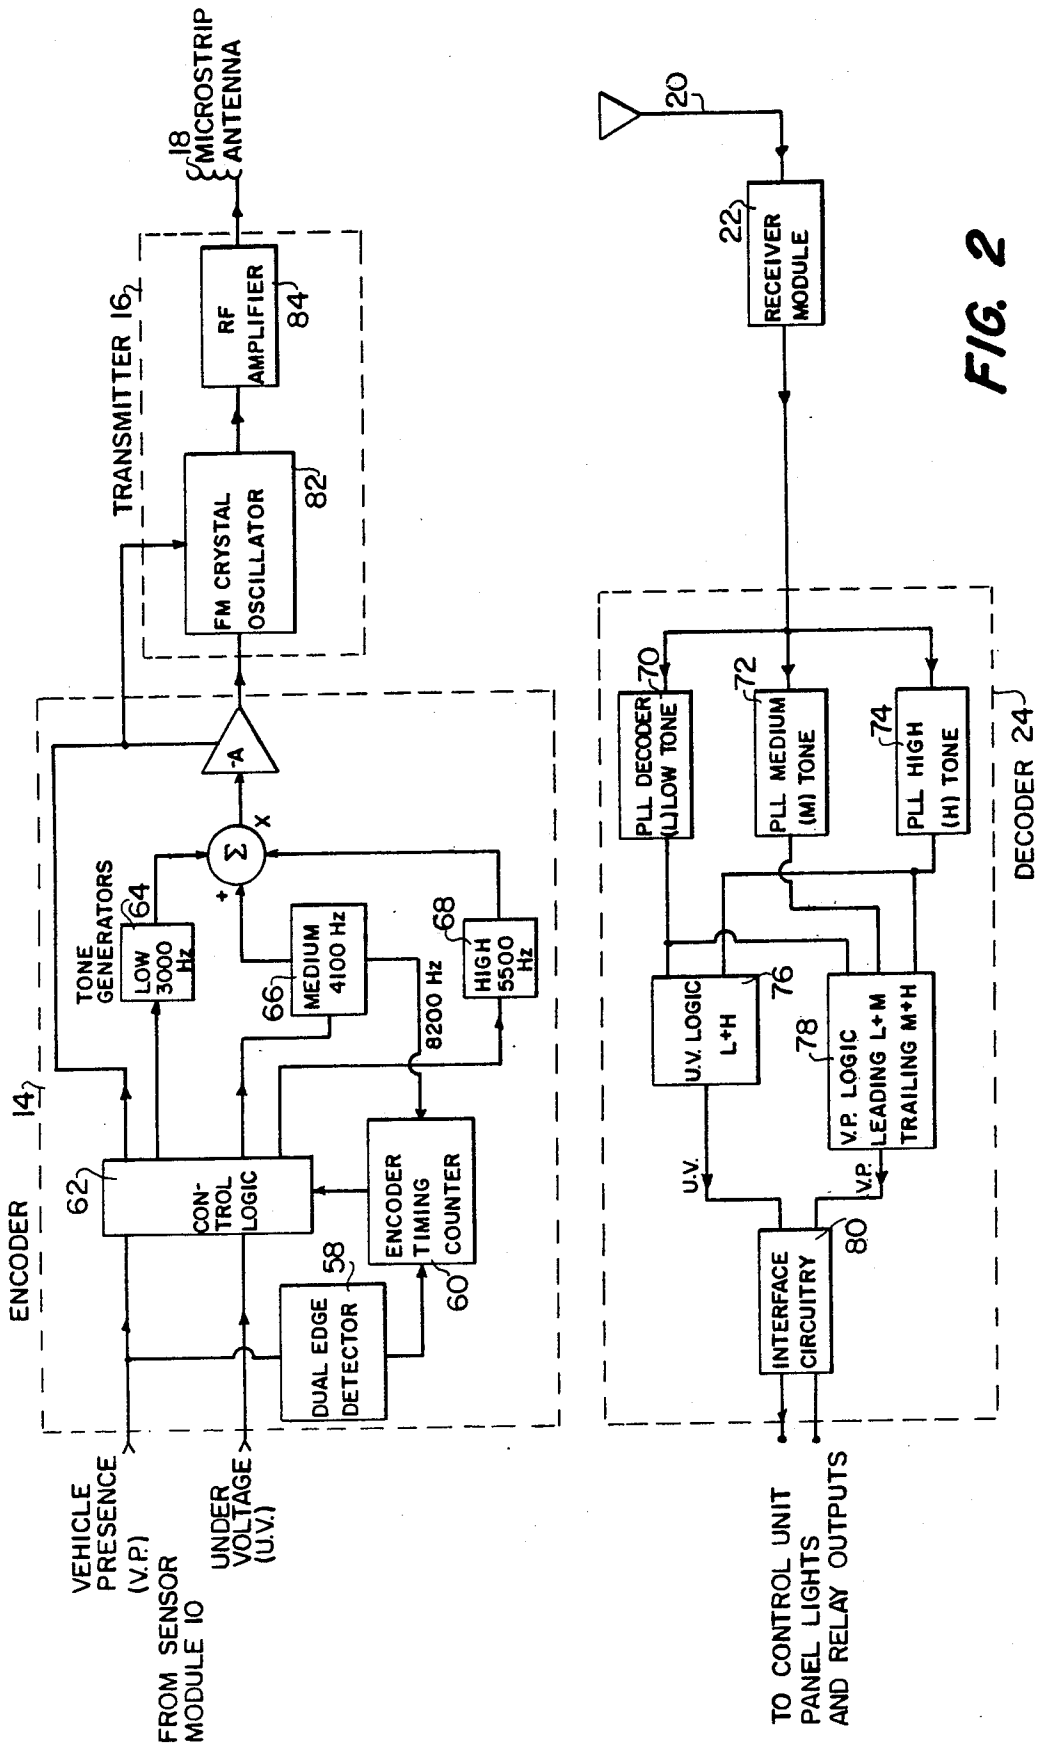 ENCODER 14
VEHICLE
PRESENCE
(V.P.)
FROM SENSOR
MODULE 10
UNDER
VOLTAGE
(U.V.)
62
CON-
TROL
LOGIC
DUAL EDGE
DETECTOR
58
ENCODER
TIMING
COUNTER
60
TONE
GENERATORS
LOW
3000
Hz
64
MEDIUM
4100 Hz
66
8200 Hz
HIGH
5500
Hz
68
+
Σ
X
-A
TRANSMITTER 16
FM CRYSTAL
OSCILLATOR
82
RF
AMPLIFIER
84
18
MICROSTRIP
ANTENNA
20
22
RECEIVER
MODULE
DECODER 24
PLL DECODER
(L) LOW TONE
70
72
PLL MEDIUM
(M) TONE
74
PLL HIGH
(H) TONE
U.V. LOGIC
L+H
76
78
V.P. LOGIC
LEADING L+M
TRAILING M+H
U.V.
V.P.
INTERFACE
CIRCUITRY
80
TO CONTROL UNIT
PANEL LIGHTS
AND RELAY OUTPUTS
FIG. 2